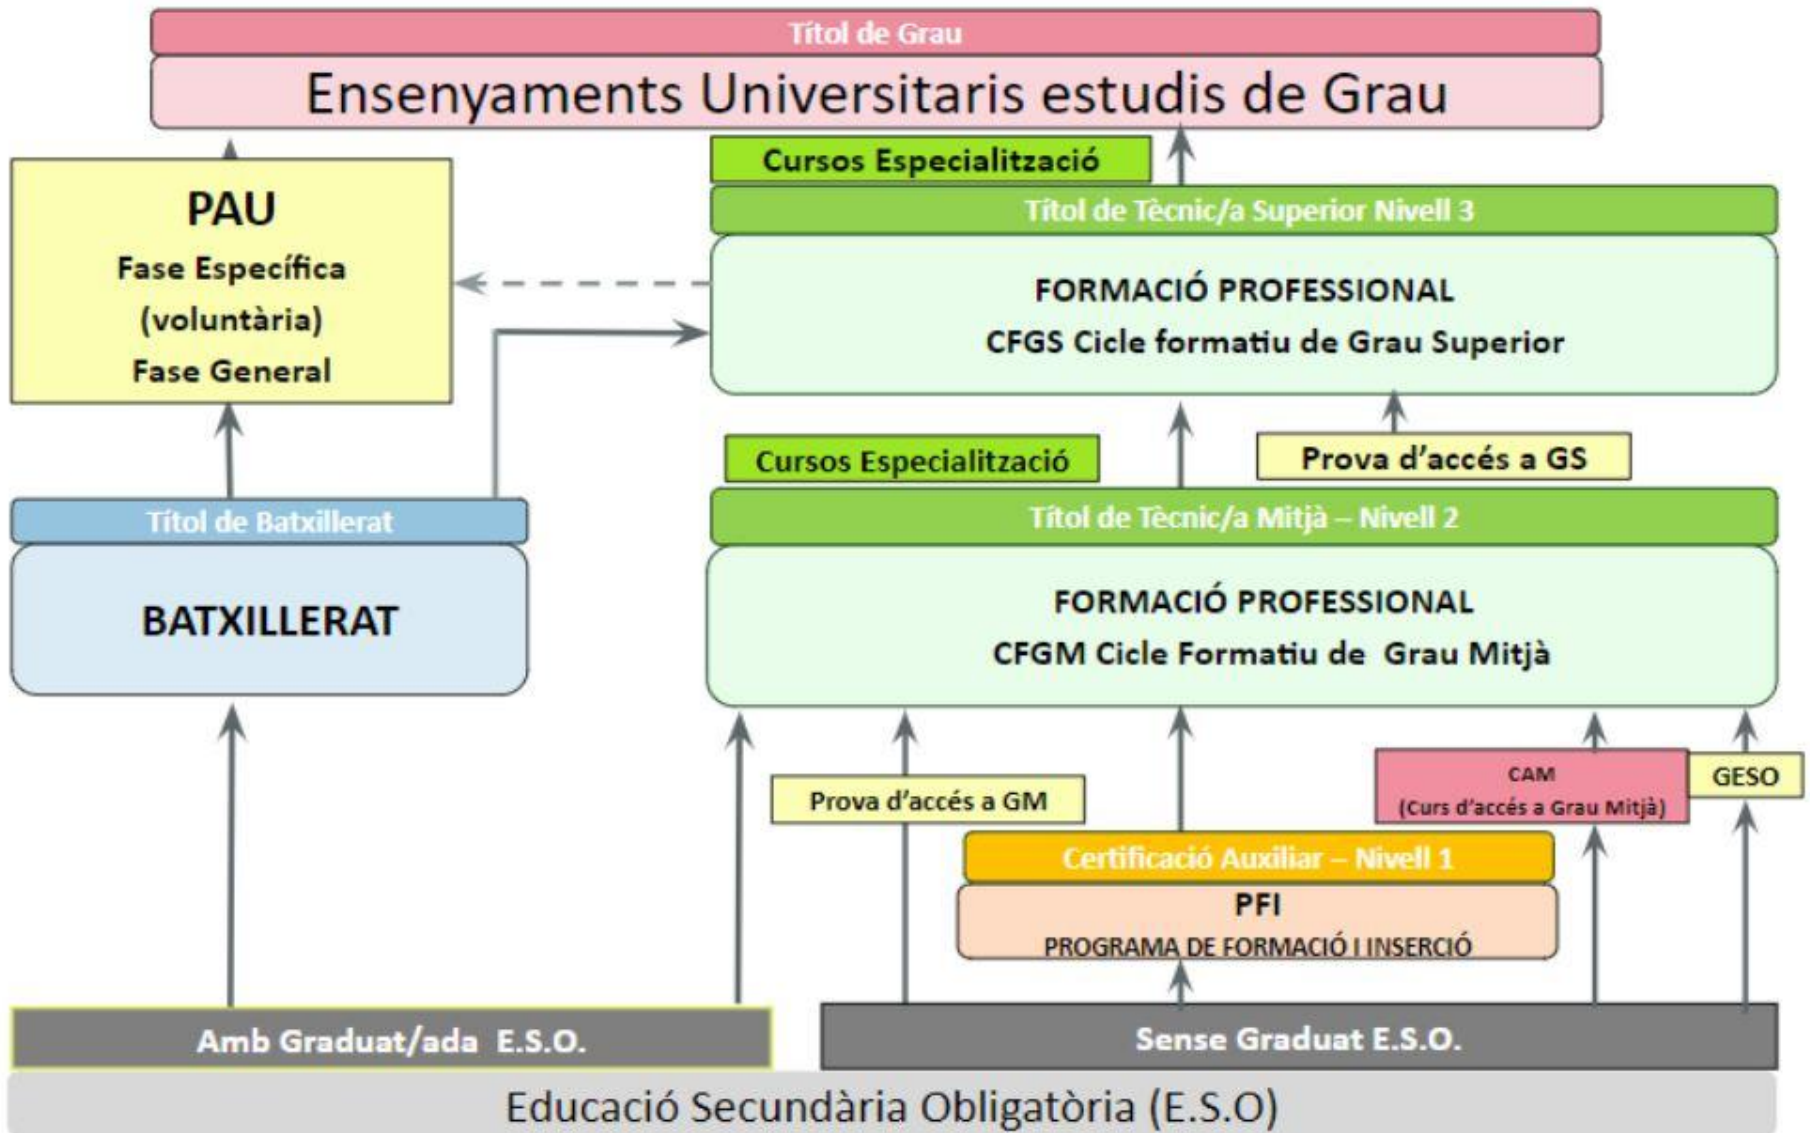 Títol de Grau
Ensenyaments Universitaris estudis de Grau
PAU
Fase Específica
(voluntària)
Fase General
Cursos Especialització
Títol de Tècnic/a Superior Nivell 3
FORMACIÓ PROFESSIONAL
CFGS Cicle formatiu de Grau Superior
Cursos Especialització
Prova d'accés a GS
Títol de Batxillerat
BATXILLERAT
Títol de Tècnic/a Mitjà – Nivell 2
FORMACIÓ PROFESSIONAL
CFGM Cicle Formatiu de Grau Mitjà
Prova d'accés a GM
CAM
(Curs d'accés a Grau Mitjà)
GESO
Certificació Auxiliar – Nivell 1
PFI
PROGRAMA DE FORMACIÓ I INSERCIÓ
Amb Graduat/ada E.S.O.
Sense Graduat E.S.O.
Educació Secundària Obligatòria (E.S.O)